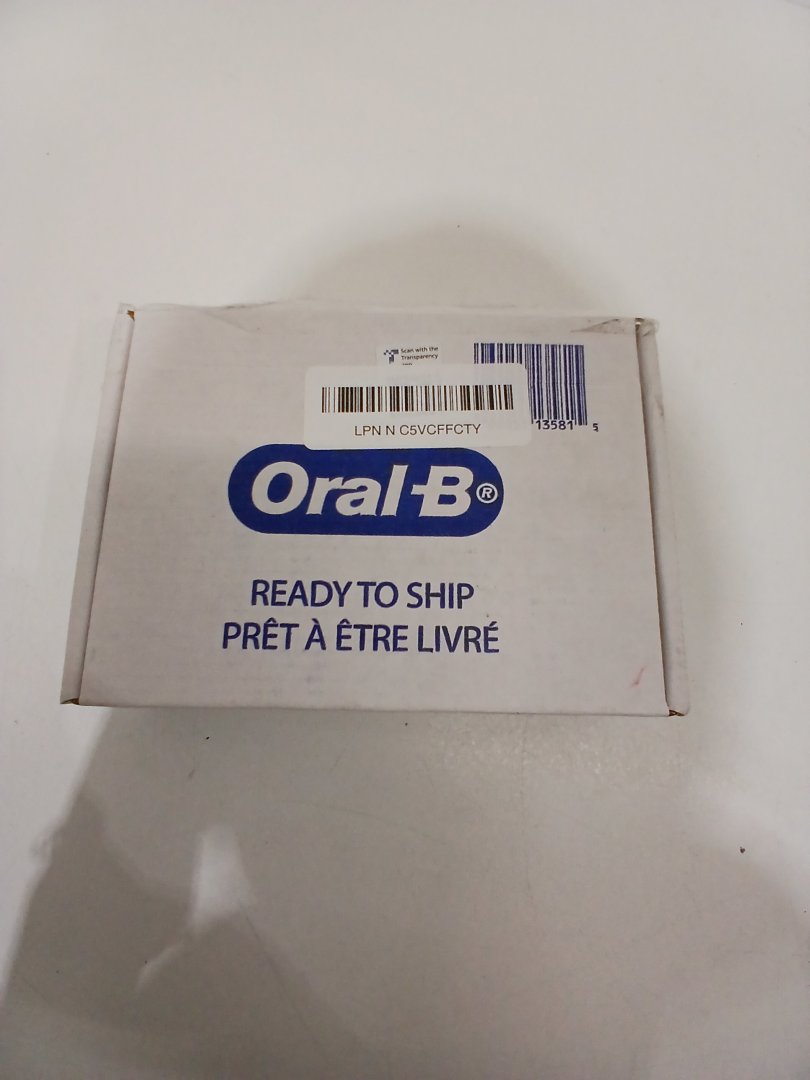 Scan with the
Transparency
LPN N C5VCFFCTY
13581 5
Oral-B®
READY TO SHIP
PRÊT À ÊTRE LIVRÉ